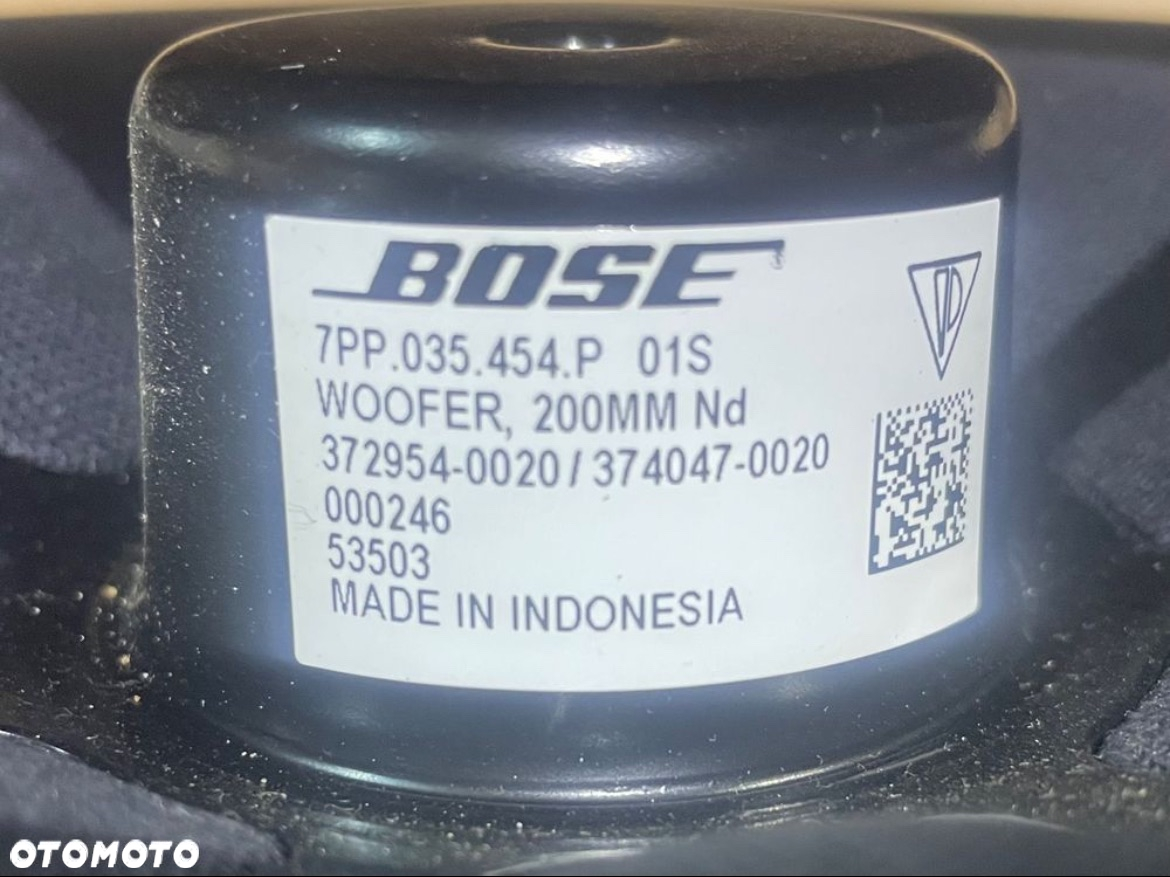 BOSE
7PP.035.454.P 01S
WOOFER, 200MM Nd
372954-0020 / 374047-0020
000246
53503
MADE IN INDONESIA
OTOMOTO